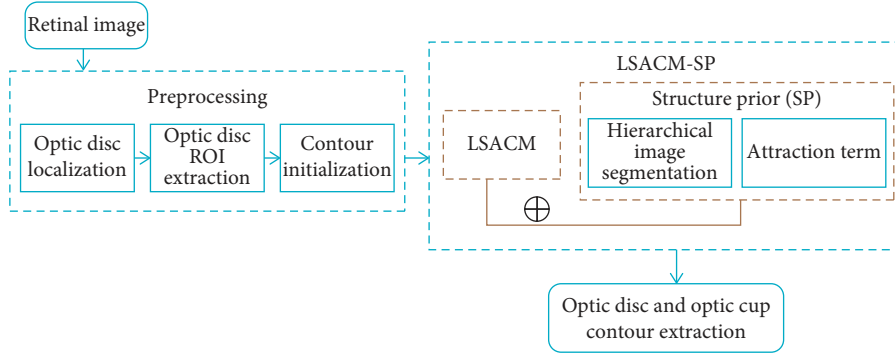 Retinal image
Preprocessing
Optic disc
localization
Optic disc
ROI
extraction
Contour
initialization
LSACM-SP
LSACM
Structure prior (SP)
Hierarchical
image
segmentation
Attraction term
Optic disc and optic cup
contour extraction